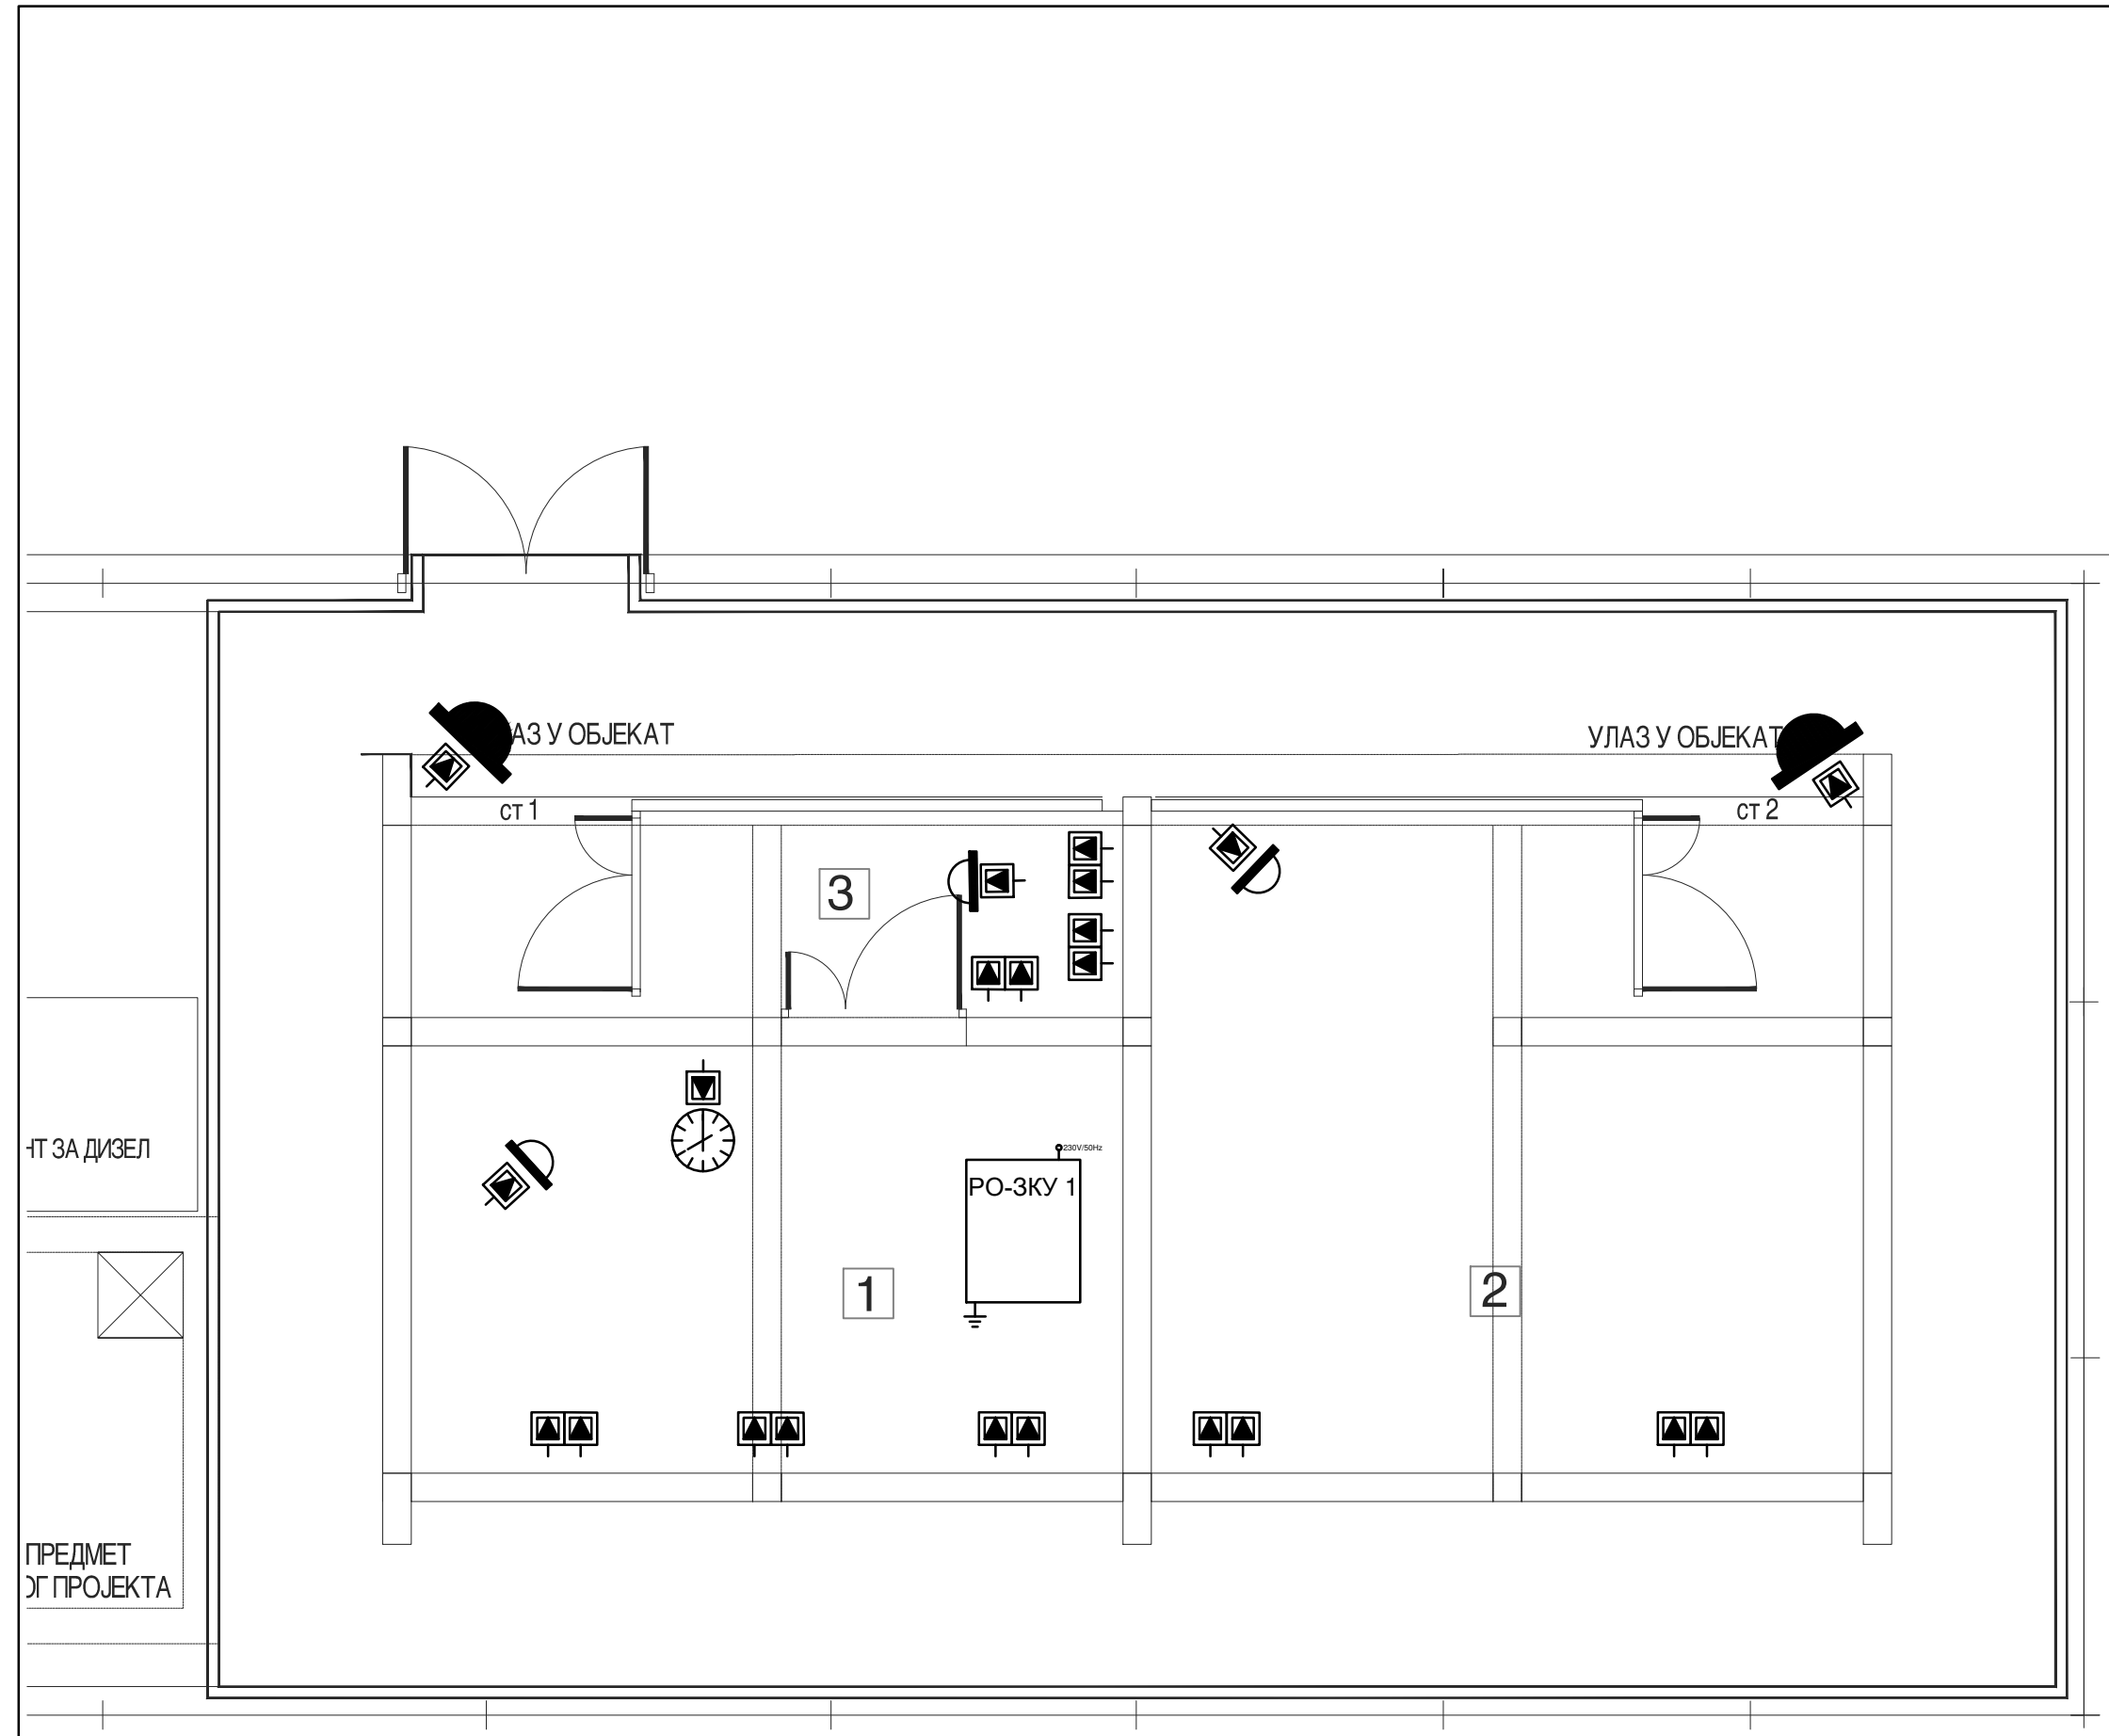 АЗ У ОБЈЕКАТ
УЛАЗ У ОБЈЕКАТ
ст 1
ст 2
3
НТ ЗА ДИЗЕЛ
230V/50Hz
РО-ЗКУ 1
1
2
ПРЕДМЕТ
ОГ ПРОЈЕКТА